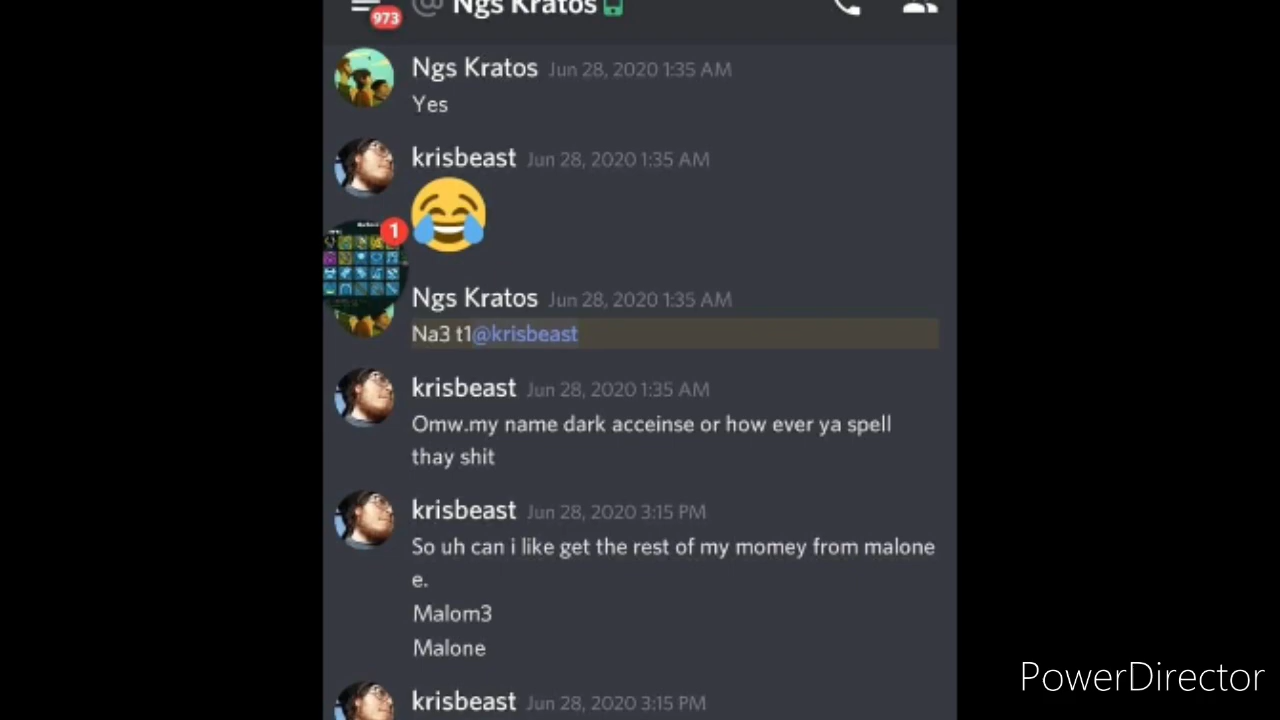 973
@ Ngs Kratos
Ngs Kratos Jun 28, 2020 1:35 AM
Yes
krisbeast Jun 28, 2020 1:35 AM
1
Ngs Kratos Jun 28, 2020 1:35 AM
Na3 t1@krisbeast
krisbeast Jun 28, 2020 1:35 AM
Omw.my name dark acceinse or how ever ya spell
thay shit
krisbeast Jun 28, 2020 3:15 PM
So uh can i like get the rest of my momey from malone
e.
Malom3
Malone
krisbeast Jun 28, 2020 3:15 PM
PowerDirector